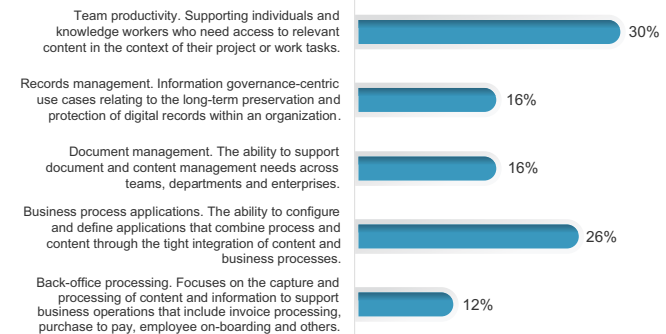 Team productivity. Supporting individuals and
knowledge workers who need access to relevant
content in the context of their project or work tasks.
30%
Records management. Information governance-centric
use cases relating to the long-term preservation and
protection of digital records within an organization.
16%
Document management. The ability to support
document and content management needs across
teams, departments and enterprises.
16%
Business process applications. The ability to configure
and define applications that combine process and
content through the tight integration of content and
business processes.
26%
Back-office processing. Focuses on the capture and
processing of content and information to support
business operations that include invoice processing,
purchase to pay, employee on-boarding and others.
12%